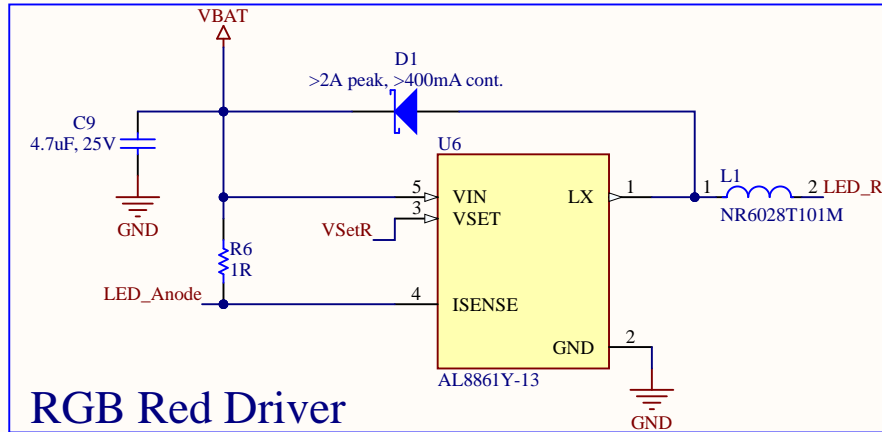 VBAT
D1
>2A peak, >400mA cont.
C9
4.7uF, 25V
GND
U6
5
VIN
LX
1
1
L1
2
LED_R
NR6028T101M
3
VSET
VSetR
R6
1R
LED_Anode
4
ISENSE
GND
2
AL8861Y-13
GND
RGB Red Driver